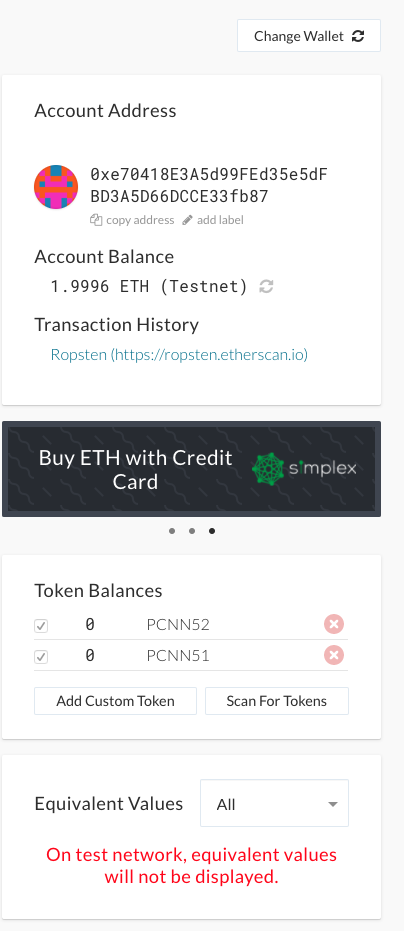 Change Wallet
Account Address
0xe70418E3A5d99FEd35e5dF
BD3A5D66DCCE33fb87
copy address add label
Account Balance
1.9996 ETH (Testnet)
Transaction History
Ropsten (https://ropsten.etherscan.io)
Buy ETH with Credit
Card
simplex
Token Balances
0 PCNN52
0 PCNN51
Add Custom Token Scan For Tokens
Equivalent Values All
On test network, equivalent values
will not be displayed.